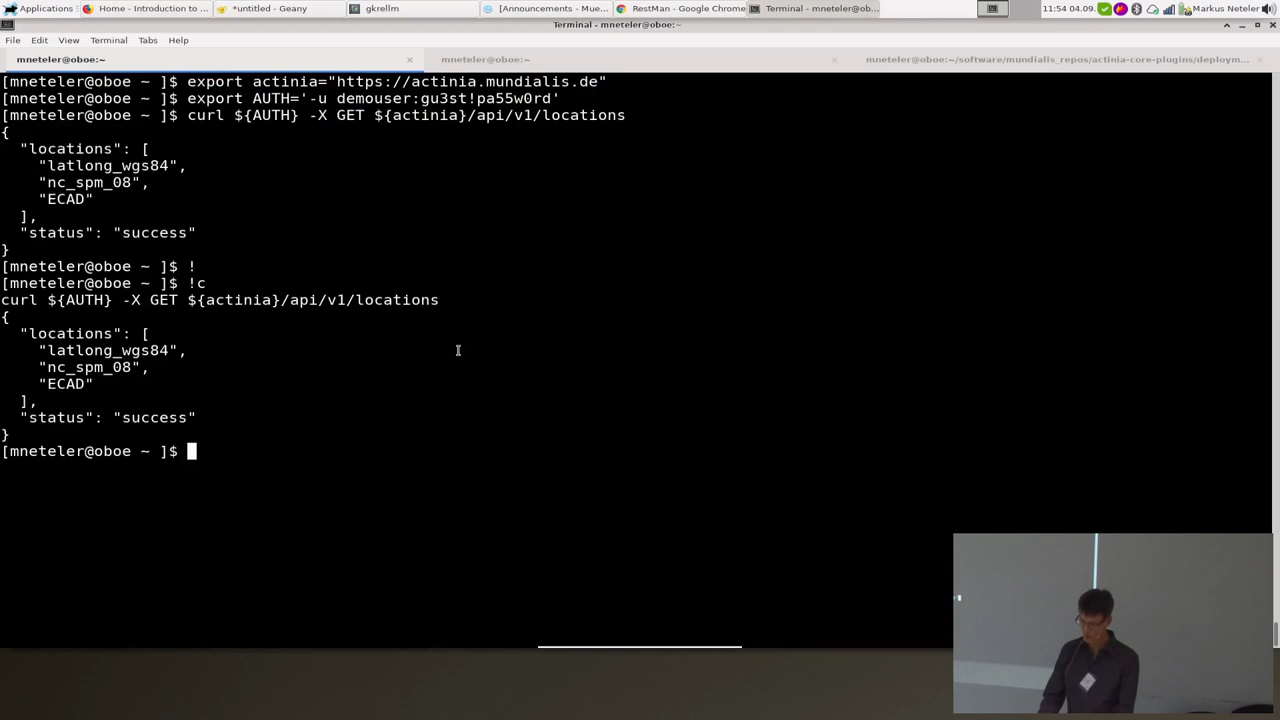 Applications
Home - Introduction to ...
*untitled - Geany
gkrellm
[Announcements - Mue...
RestMan - Google Chrome
Terminal - mneteler@ob...
11:54 04.09.
Markus Neteler
Terminal - mneteler@oboe:~
File Edit View Terminal Tabs Help
mneteler@oboe:~
mneteler@oboe:~
mneteler@oboe:~/software/mundialis_repos/actinia-core-plugins/deploym...
[mneteler@oboe ~ ]$ export actinia="https://actinia.mundialis.de"
[mneteler@oboe ~ ]$ export AUTH='-u demouser:gu3st!pa55w0rd'
[mneteler@oboe ~ ]$ curl ${AUTH} -X GET ${actinia}/api/v1/locations
{
"locations": [
"latlong_wgs84",
"nc_spm_08",
"ECAD"
],
"status": "success"
}
[mneteler@oboe ~ ]$ !
[mneteler@oboe ~ ]$ !c
curl ${AUTH} -X GET ${actinia}/api/v1/locations
{
"locations": [
"latlong_wgs84",
"nc_spm_08",
"ECAD"
],
"status": "success"
}
[mneteler@oboe ~ ]$